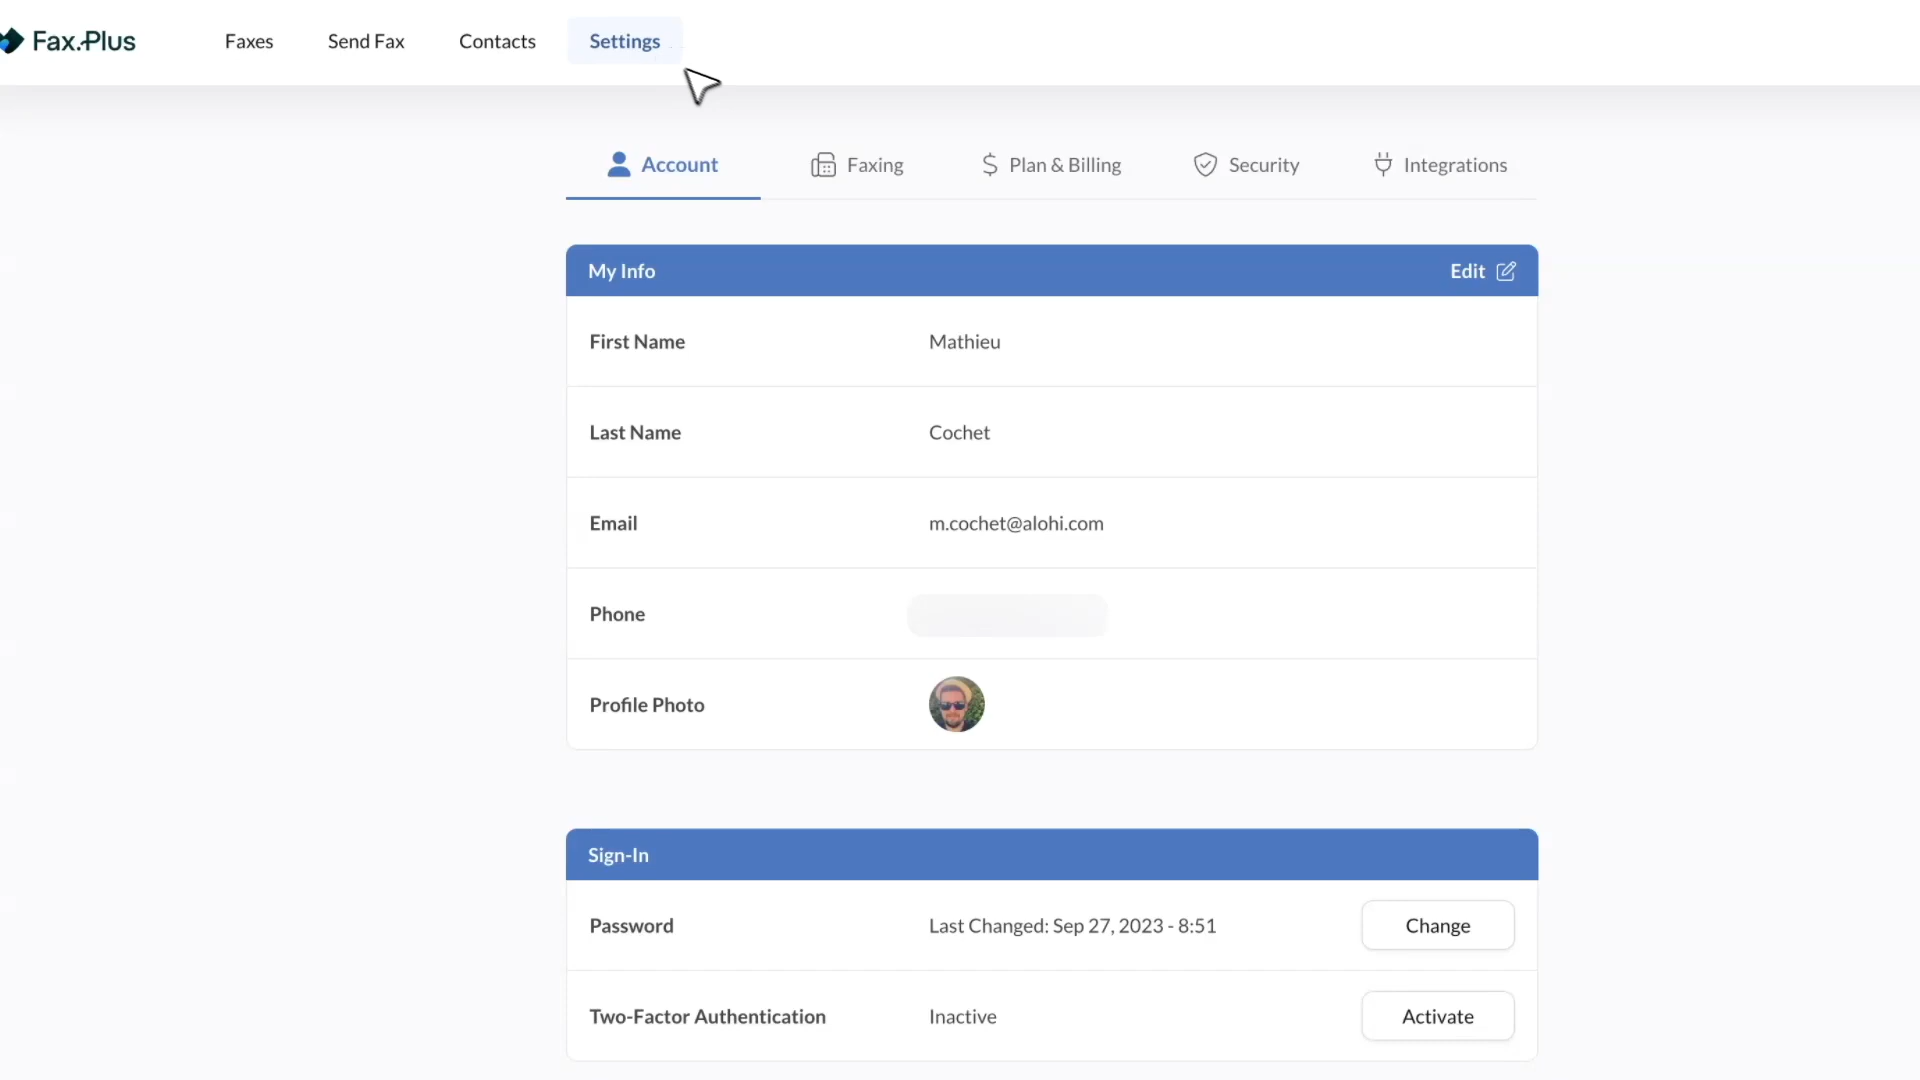 Fax.Plus
Faxes
Send Fax
Contacts
Settings
Account
Faxing
Plan & Billing
Security
Integrations
My Info
Edit
First Name
Mathieu
Last Name
Cochet
Email
m.cochet@alohi.com
Phone
Profile Photo
Sign-In
Password
Last Changed: Sep 27, 2023 - 8:51
Change
Two-Factor Authentication
Inactive
Activate